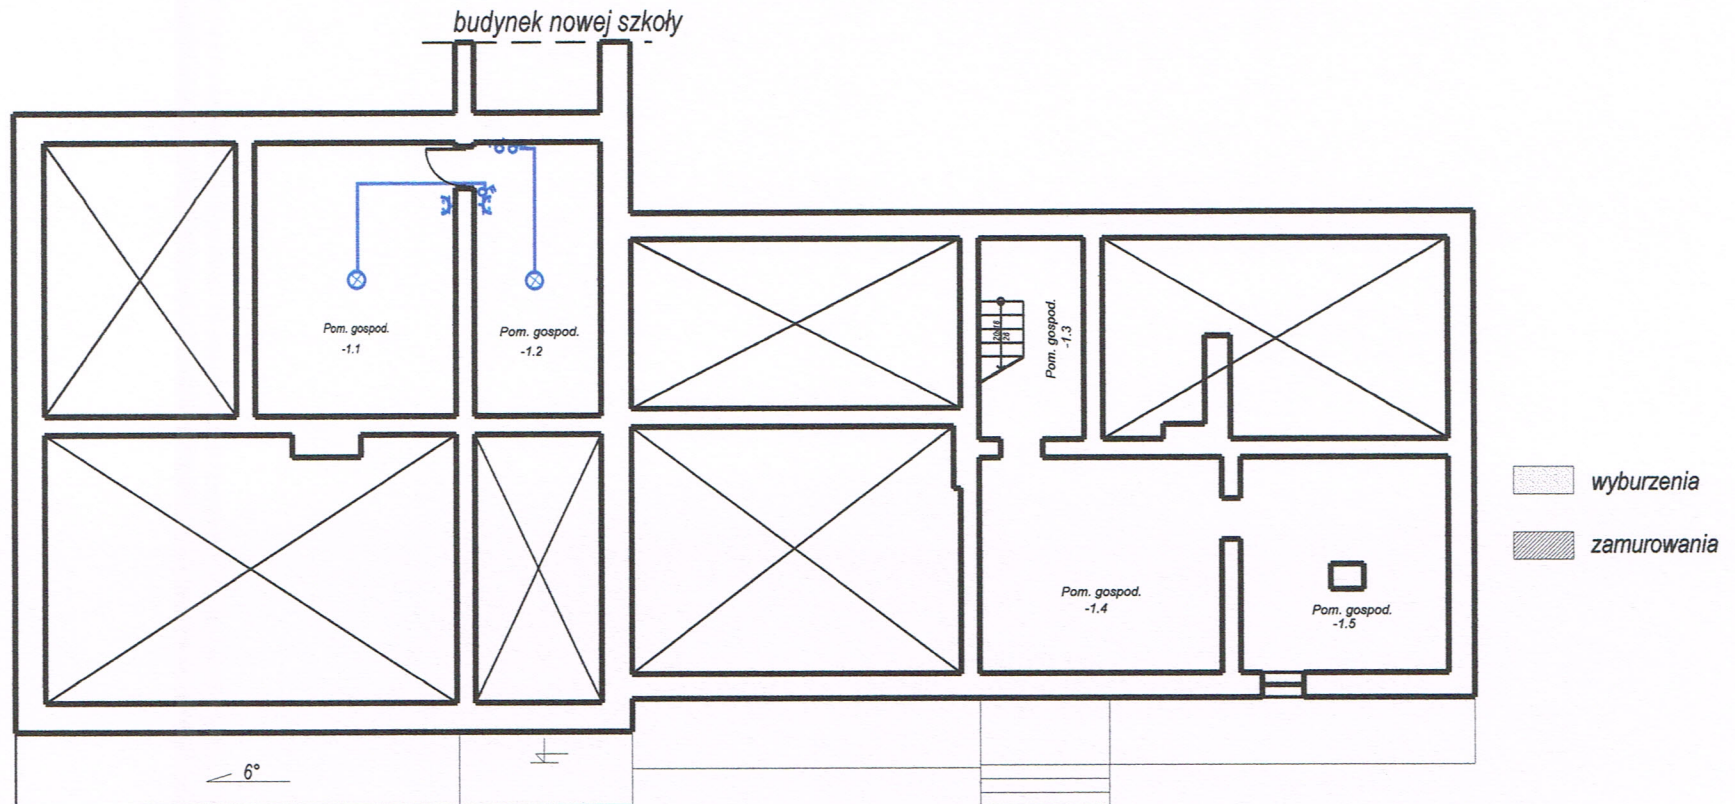 budynek nowej szkoły
Pom. gospod.
-1.1
Pom. gospod.
-1.2
Pom. gospod.
-1.3
Pom. gospod.
-1.4
Pom. gospod.
-1.5
wyburzenia
zamurowania
6°